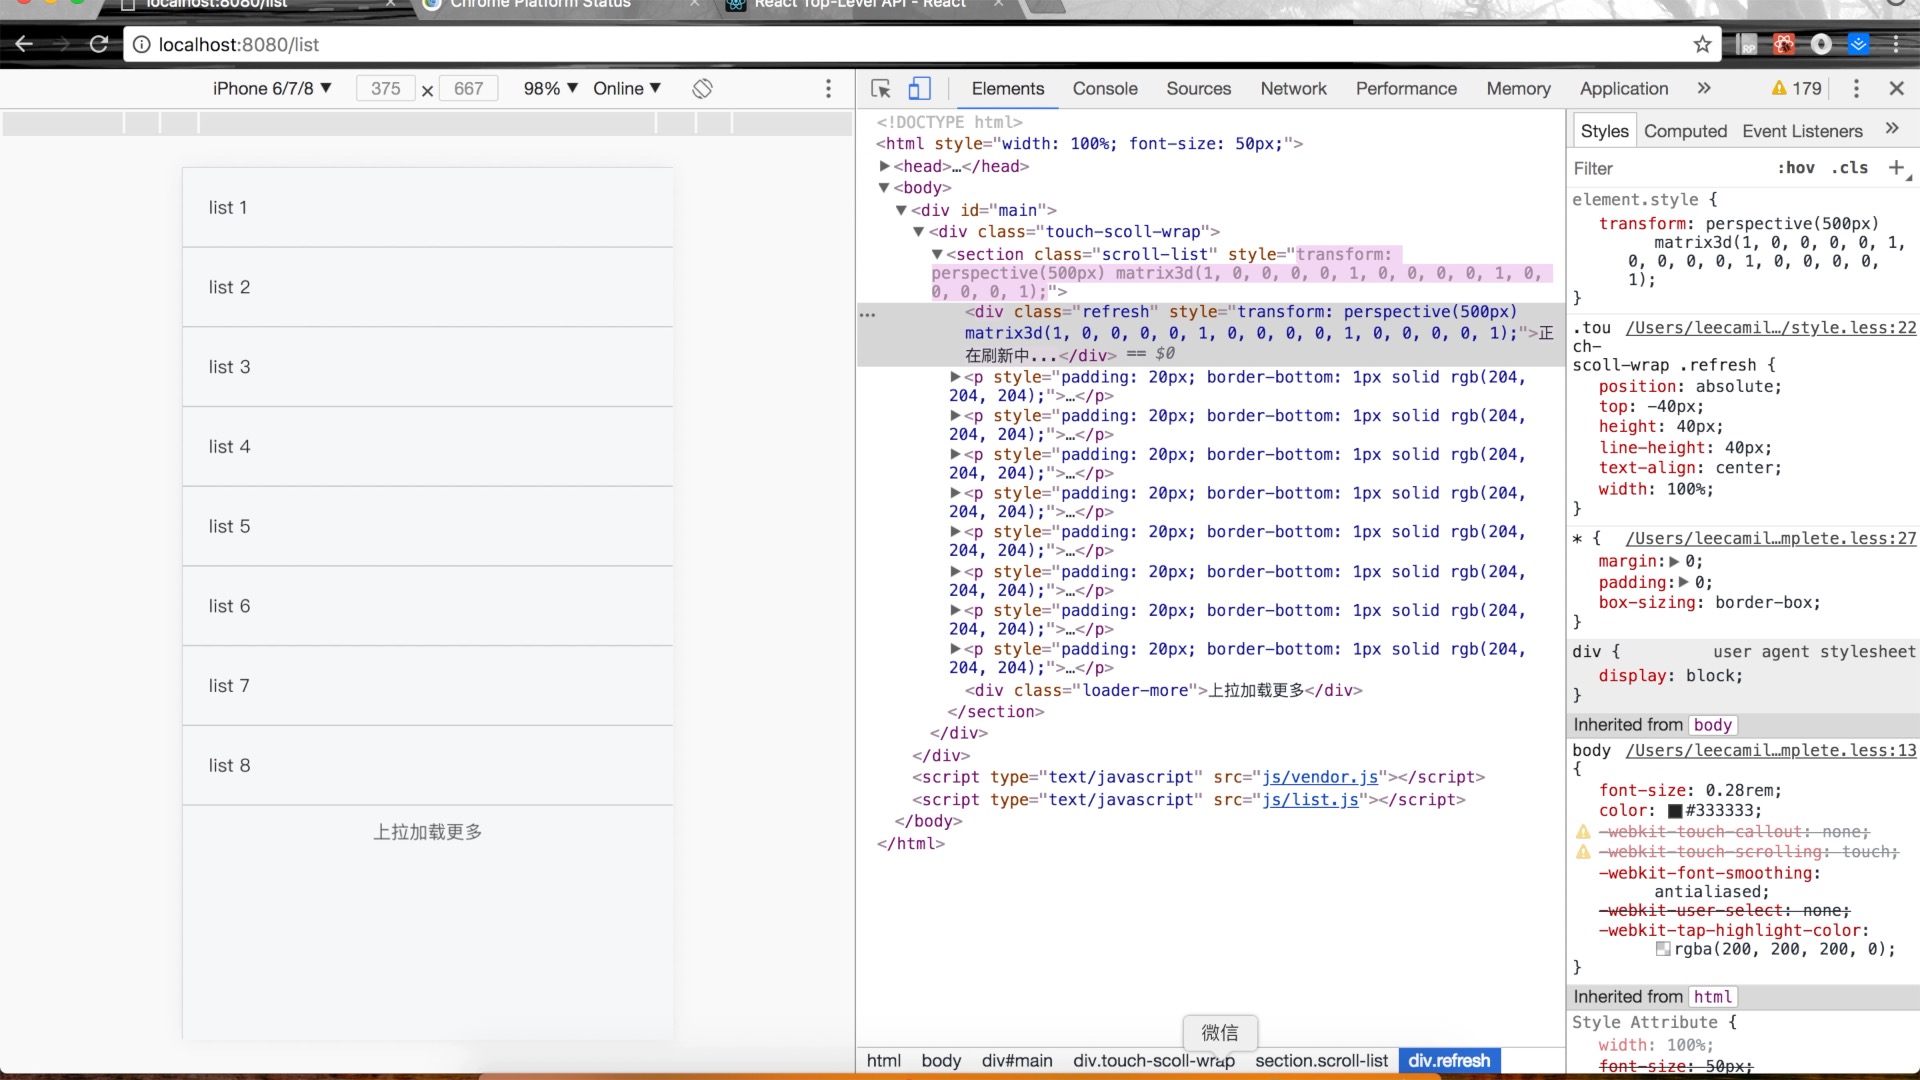 localhost:8080/list
Chrome Platform Status
React Top-Level API - React
localhost:8080/list
iPhone 6/7/8 ▼ 375 × 667 98% ▼ Online ▼
Elements Console Sources Network Performance Memory Application » 179
list 1
list 2
list 3
list 4
list 5
list 6
list 7
list 8
上拉加载更多
<!DOCTYPE html>
<html style="width: 100%; font-size: 50px;">
▶<head>…</head>
▼<body>
▼<div id="main">
▼<div class="touch-scoll-wrap">
▼<section class="scroll-list" style="transform:
perspective(500px) matrix3d(1, 0, 0, 0, 0, 1, 0, 0, 0, 0, 1, 0,
0, 0, 0, 1);">
<div class="refresh" style="transform: perspective(500px)
matrix3d(1, 0, 0, 0, 0, 1, 0, 0, 0, 0, 1, 0, 0, 0, 0, 1);">正
在刷新中...</div> == $0
▶<p style="padding: 20px; border-bottom: 1px solid rgb(204,
204, 204);">…</p>
▶<p style="padding: 20px; border-bottom: 1px solid rgb(204,
204, 204);">…</p>
▶<p style="padding: 20px; border-bottom: 1px solid rgb(204,
204, 204);">…</p>
▶<p style="padding: 20px; border-bottom: 1px solid rgb(204,
204, 204);">…</p>
▶<p style="padding: 20px; border-bottom: 1px solid rgb(204,
204, 204);">…</p>
▶<p style="padding: 20px; border-bottom: 1px solid rgb(204,
204, 204);">…</p>
▶<p style="padding: 20px; border-bottom: 1px solid rgb(204,
204, 204);">…</p>
▶<p style="padding: 20px; border-bottom: 1px solid rgb(204,
204, 204);">…</p>
<div class="loader-more">上拉加载更多</div>
</section>
</div>
</div>
<script type="text/javascript" src="js/vendor.js"></script>
<script type="text/javascript" src="js/list.js"></script>
</body>
</html>
微信
html body div#main div.touch-scoll-wrap section.scroll-list div.refresh
Styles Computed Event Listeners »
Filter :hov .cls +
element.style {
transform: perspective(500px)
matrix3d(1, 0, 0, 0, 0, 1,
0, 0, 0, 0, 1, 0, 0, 0, 0,
1);
}
.tou /Users/leecamil…/style.less:22
ch-
scoll-wrap .refresh {
position: absolute;
top: -40px;
height: 40px;
line-height: 40px;
text-align: center;
width: 100%;
}
* { /Users/leecamil…mplete.less:27
margin:▶ 0;
padding:▶ 0;
box-sizing: border-box;
}
div { user agent stylesheet
display: block;
}
Inherited from body
body /Users/leecamil…mplete.less:13
{
font-size: 0.28rem;
color: #333333;
-webkit-touch-callout: none;
-webkit-touch-scrolling: touch;
-webkit-font-smoothing:
antialiased;
-webkit-user-select: none;
-webkit-tap-highlight-color:
rgba(200, 200, 200, 0);
}
Inherited from html
Style Attribute {
width: 100%;
font-size: 50px;